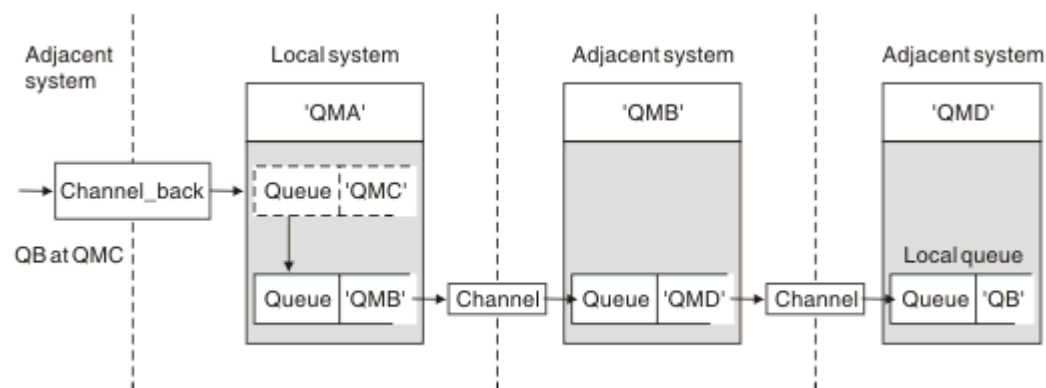 Adjacent system
Local system
Adjacent system
Adjacent system
'QMA'
'QMB'
'QMD'
Channel_back
Queue 'QMC'
QB at QMC
Local queue
Queue 'QMB'
Channel
Queue 'QMD'
Channel
Queue 'QB'